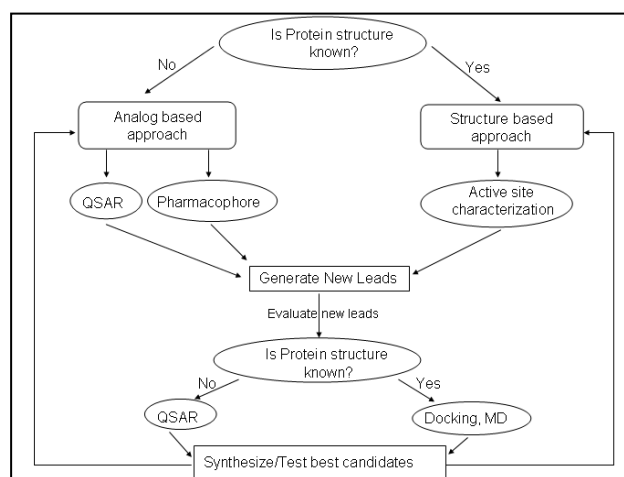 Is Protein structure
known?
No
Yes
Analog based
approach
Structure based
approach
QSAR
Pharmacophore
Active site
characterization
Generate New Leads
Evaluate new leads
Is Protein structure
known?
No
Yes
QSAR
Docking, MD
Synthesize/Test best candidates